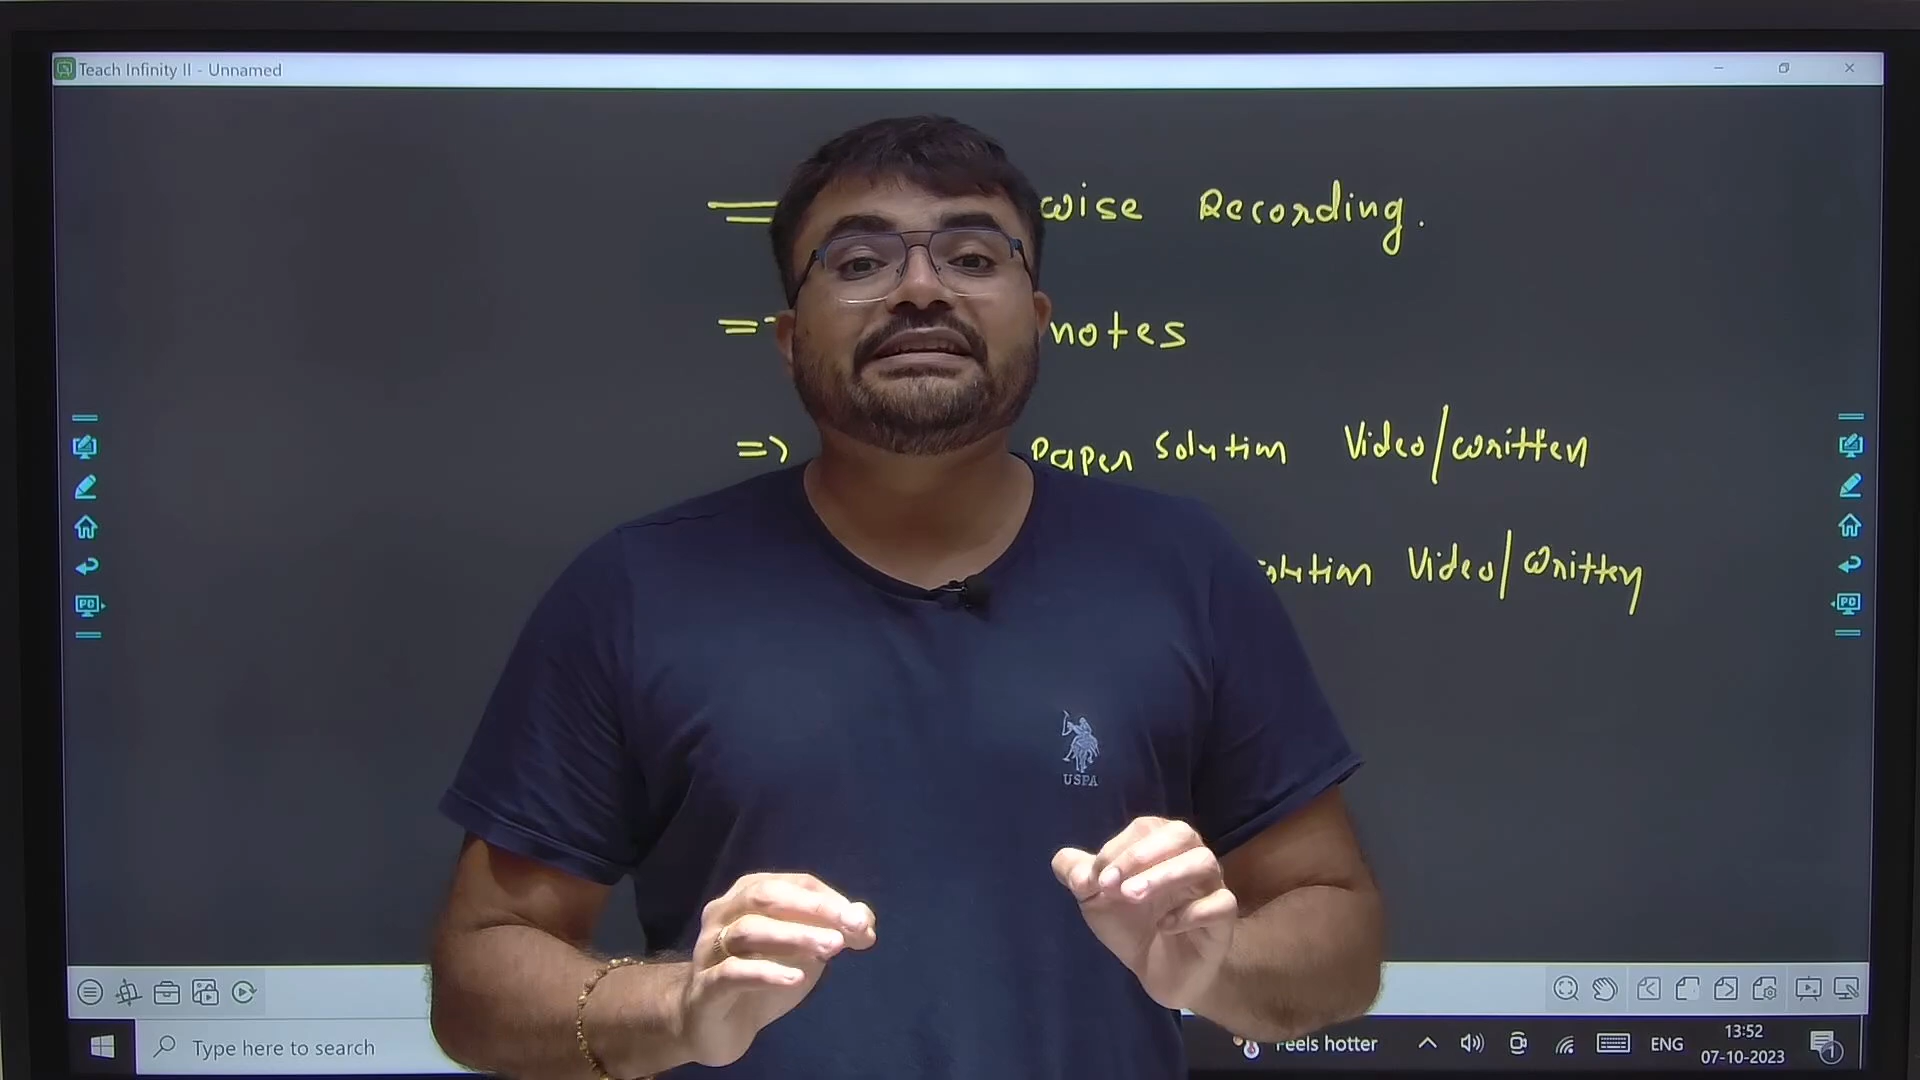 Teach Infinity II - Unnamed
wise Recording.
=> notes
=> Paper Solution Video/written
Video/written
USPA
Type here to search
Feels hotter
ENG
13:52
07-10-2023
1